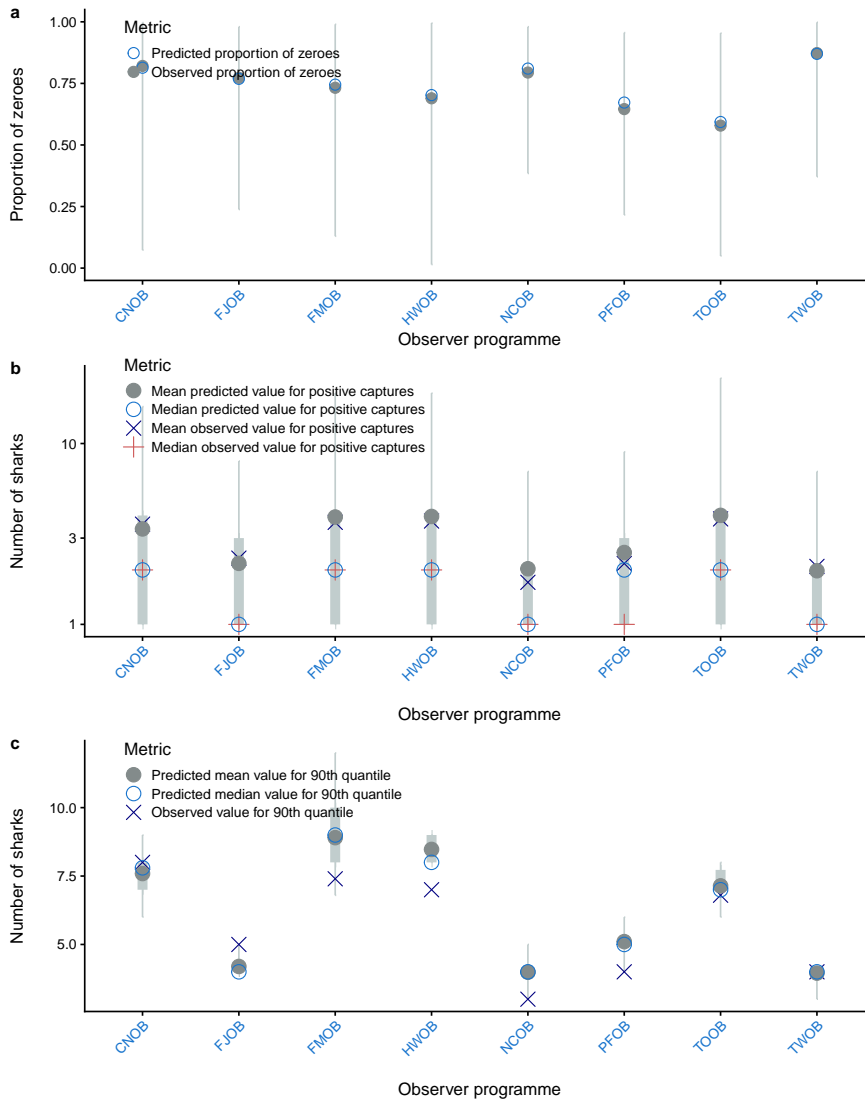 a
Metric
Predicted proportion of zeroes
Observed proportion of zeroes
1.00
0.75
0.50
0.25
0.00
Proportion of zeroes
CNOB FJOB FMOB HWOB NCOB PFOB TOOB TWOB
Observer programme
b
Metric
Mean predicted value for positive captures
Median predicted value for positive captures
Mean observed value for positive captures
Median observed value for positive captures
10
3
1
Number of sharks
CNOB FJOB FMOB HWOB NCOB PFOB TOOB TWOB
Observer programme
c
Metric
Predicted mean value for 90th quantile
Predicted median value for 90th quantile
Observed value for 90th quantile
10.0
7.5
5.0
Number of sharks
CNOB FJOB FMOB HWOB NCOB PFOB TOOB TWOB
Observer programme